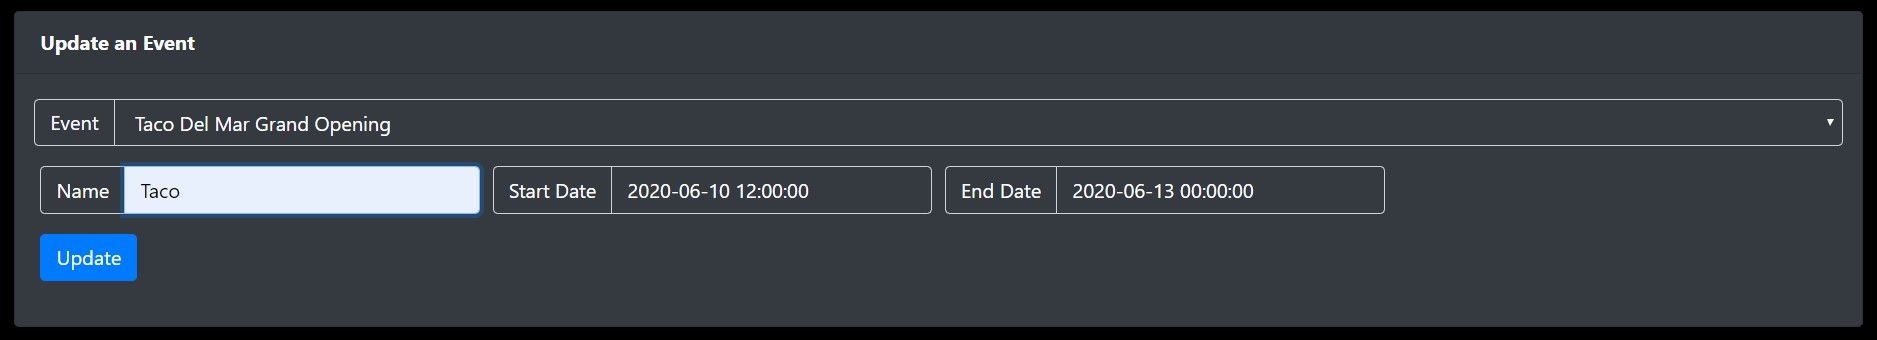 Update an Event
Event Taco Del Mar Grand Opening
Name Taco Start Date 2020-06-10 12:00:00 End Date 2020-06-13 00:00:00
Update